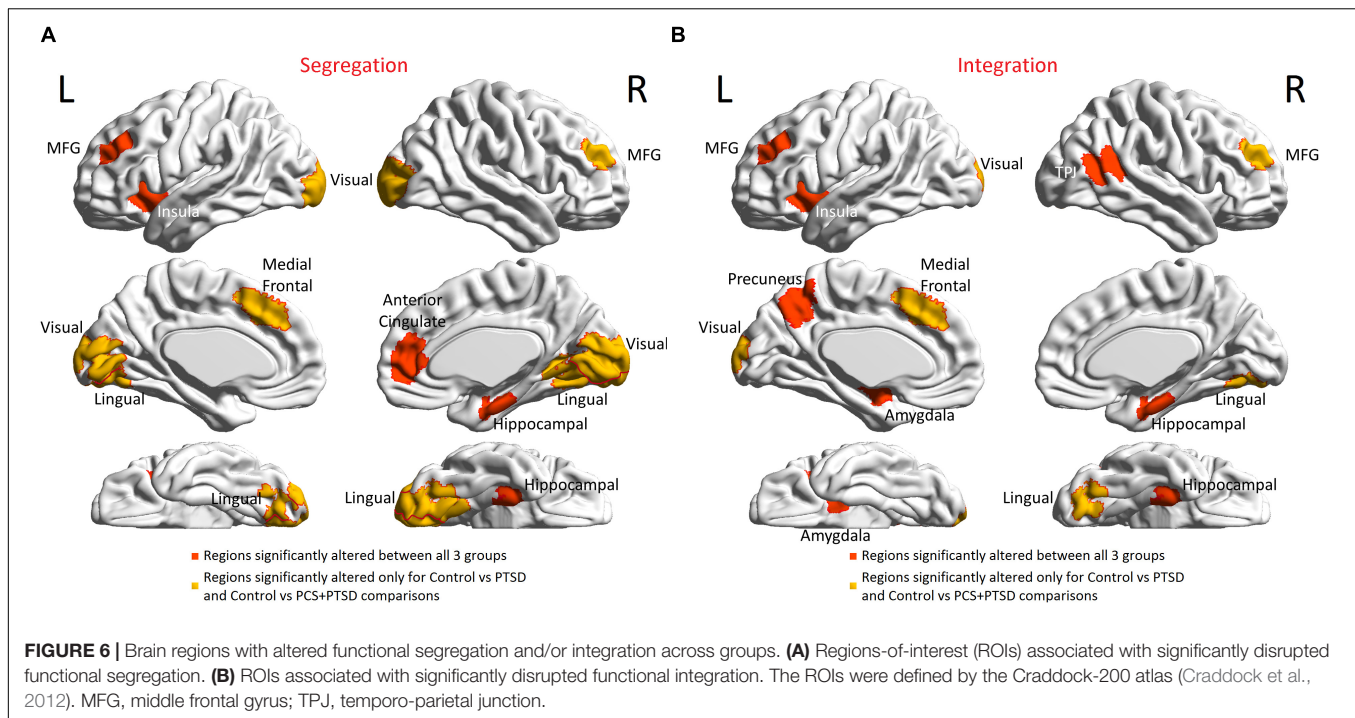 A
Segregation
L
R
MFG
Insula
Visual
MFG
Medial
Frontal
Visual
Lingual
Anterior
Cingulate
Visual
Lingual
Hippocampal
Lingual
Lingual
Hippocampal
Regions significantly altered between all 3 groups
Regions significantly altered only for Control vs PTSD
and Control vs PCS+PTSD comparisons
B
Integration
L
R
MFG
Insula
Visual
TPJ
MFG
Precuneus
Medial
Frontal
Visual
Amygdala
Lingual
Hippocampal
Amygdala
Lingual
Hippocampal
Regions significantly altered between all 3 groups
Regions significantly altered only for Control vs PTSD
and Control vs PCS+PTSD comparisons
FIGURE 6 | Brain regions with altered functional segregation and/or integration across groups. (A) Regions-of-interest (ROIs) associated with significantly disrupted
functional segregation. (B) ROIs associated with significantly disrupted functional integration. The ROIs were defined by the Craddock-200 atlas (Craddock et al.,
2012). MFG, middle frontal gyrus; TPJ, temporo-parietal junction.